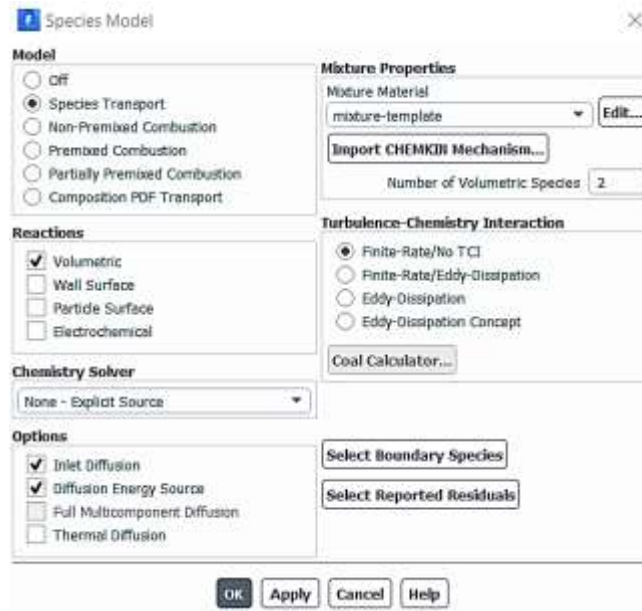 Species Model
Model
Off
Species Transport
Non-Premixed Combustion
Premixed Combustion
Partially Premixed Combustion
Composition PDF Transport
Reactions
Volumetric
Wall Surface
Particle Surface
Electrochemical
Chemistry Solver
None - Explicit Source
Options
Inlet Diffusion
Diffusion Energy Source
Full Multicomponent Diffusion
Thermal Diffusion
Mixture Properties
Mixture Material
mixture-template
Edit...
Import CHEMKIN Mechanism...
Number of Volumetric Species 2
Turbulence-Chemistry Interaction
Finite-Rate/No TCI
Finite-Rate/Eddy-Dissipation
Eddy-Dissipation
Eddy-Dissipation Concept
Coal Calculator...
Select Boundary Species
Select Reported Residuals
OK Apply Cancel Help